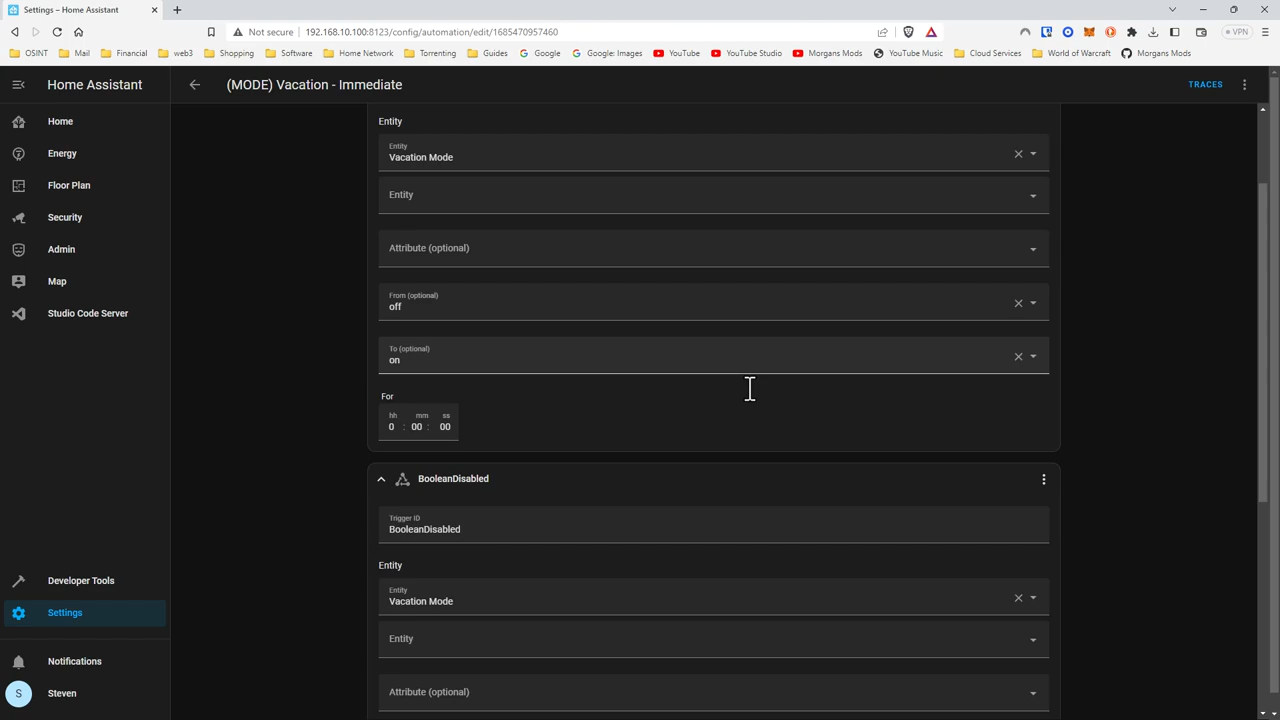 Settings – Home Assistant
Not secure 192.168.10.100:8123/config/automation/edit/1685470957460
VPN
OSINT Mail Financial web3 Shopping Software Home Network Torrenting Guides Google Google: Images YouTube YouTube Studio Morgans Mods YouTube Music Cloud Services World of Warcraft Morgans Mods
Home Assistant
(MODE) Vacation - Immediate
TRACES
Home
Energy
Floor Plan
Security
Admin
Map
Studio Code Server
Developer Tools
Settings
Notifications
S Steven
Entity
Entity
Vacation Mode
Entity
Attribute (optional)
From (optional)
off
To (optional)
on
For
hh mm ss
0 : 00 : 00
BooleanDisabled
Trigger ID
BooleanDisabled
Entity
Entity
Vacation Mode
Entity
Attribute (optional)